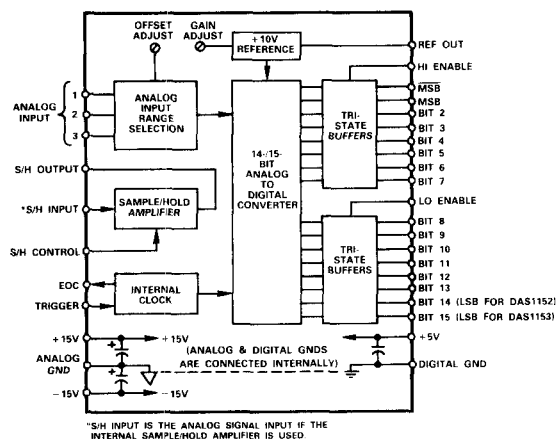 OFFSET
ADJUST
GAIN
ADJUST
+10V
REFERENCE
REF OUT
HI ENABLE
ANALOG
INPUT
1
2
3
ANALOG
INPUT
RANGE
SELECTION
S/H OUTPUT
*S/H INPUT
SAMPLE/HOLD
AMPLIFIER
S/H CONTROL
EOC
TRIGGER
INTERNAL
CLOCK
14-/15-
BIT
ANALOG
TO
DIGITAL
CONVERTER
TRI-
STATE
BUFFERS
MSB
MSB
BIT 2
BIT 3
BIT 4
BIT 5
BIT 6
BIT 7
LO ENABLE
TRI-
STATE
BUFFERS
BIT 8
BIT 9
BIT 10
BIT 11
BIT 12
BIT 13
BIT 14 (LSB FOR DAS1152)
BIT 15 (LSB FOR DAS1153)
+15V
+
+15V
ANALOG
GND
+
-15V
-15V
(ANALOG & DIGITAL GNDS
ARE CONNECTED INTERNALLY)
+5V
DIGITAL GND
*S/H INPUT IS THE ANALOG SIGNAL INPUT IF THE
INTERNAL SAMPLE/HOLD AMPLIFIER IS USED.